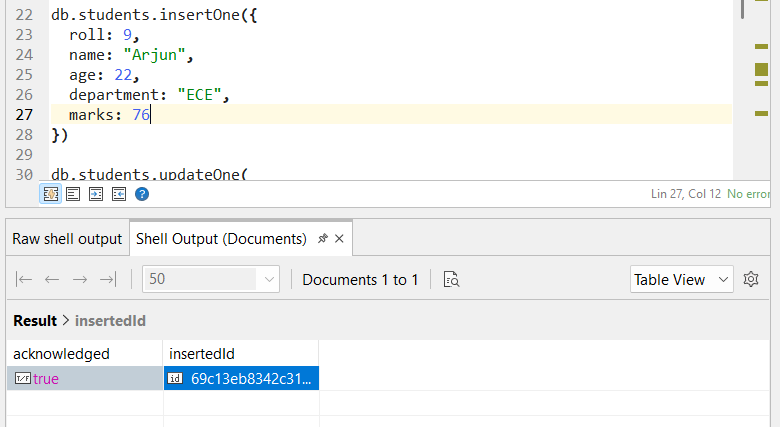 22 db.students.insertOne({
23 roll: 9,
24 name: "Arjun",
25 age: 22,
26 department: "ECE",
27 marks: 76
28 })
29
30 db.students.updateOne(
Lin 27, Col 12 No error
Raw shell output Shell Output (Documents)
50 Documents 1 to 1 Table View
Result > insertedId
acknowledged insertedId
T/F true id 69c13eb8342c31...